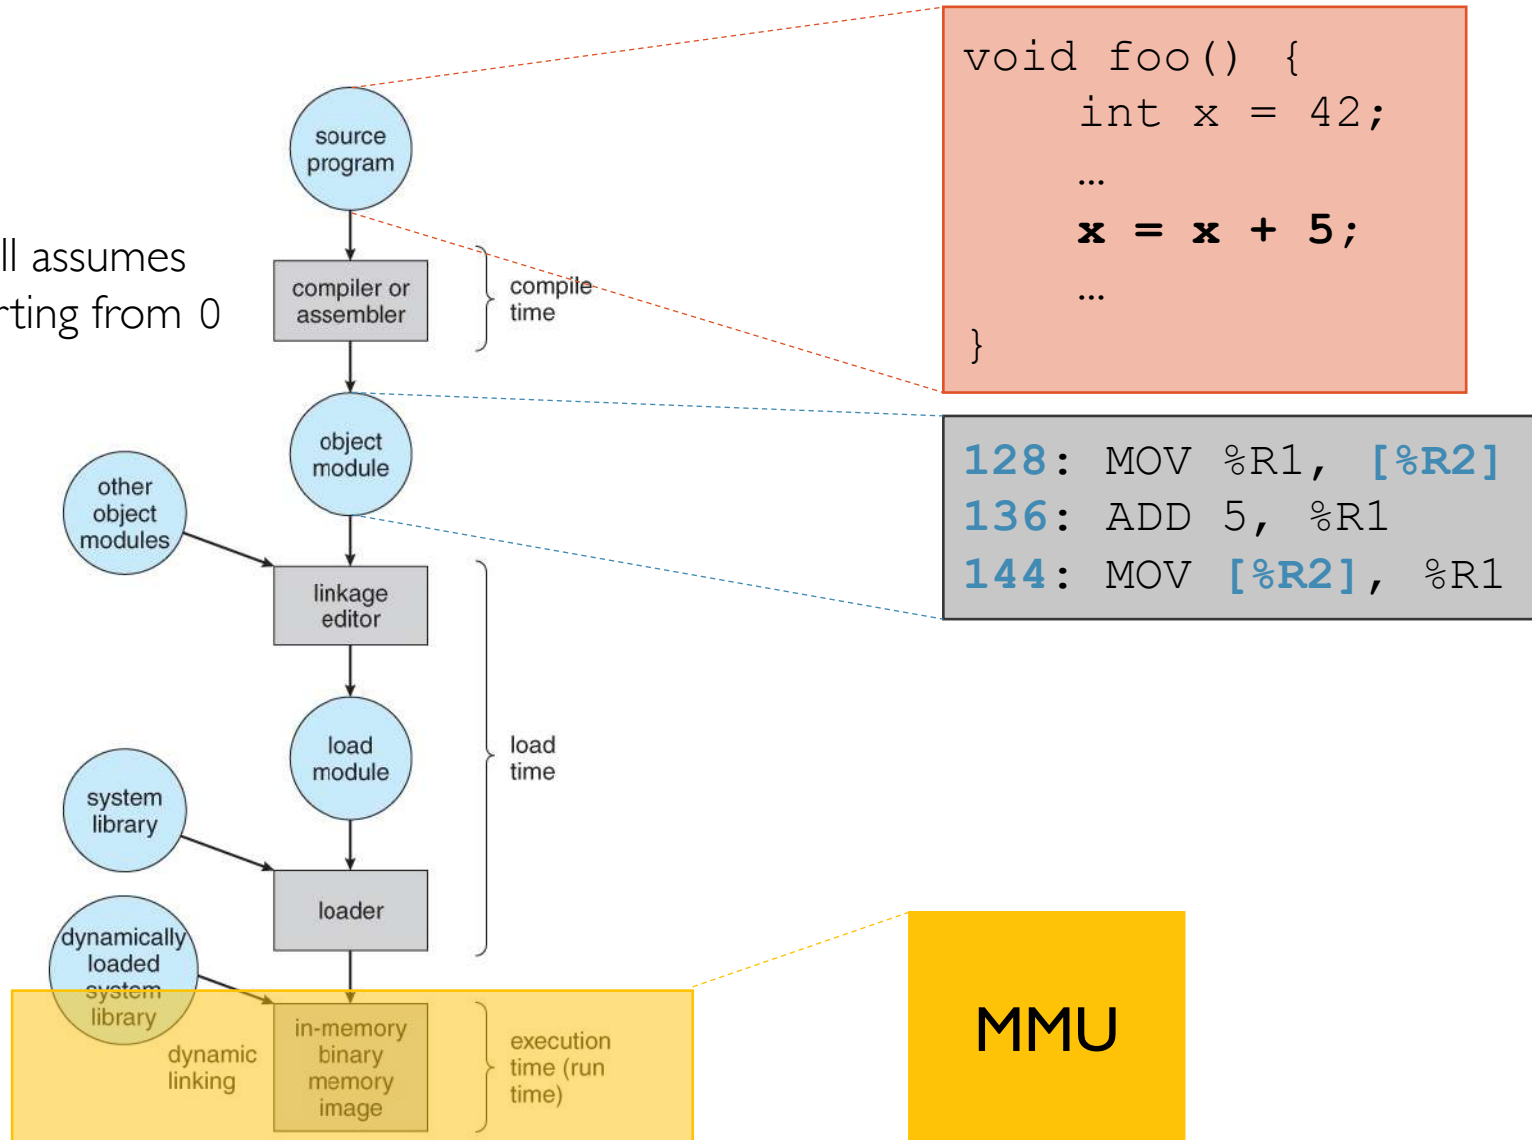 source
program
ll assumes
rting from 0
compiler or
assembler
compile
time
object
module
other
object
modules
linkage
editor
load
module
load
time
system
library
loader
dynamically
loaded
system
library
dynamic
linking
in-memory
binary
memory
image
execution
time (run
time)
void foo() {
int x = 42;
…
x = x + 5;
…
}
128: MOV %R1, [%R2]
136: ADD 5, %R1
144: MOV [%R2], %R1
MMU